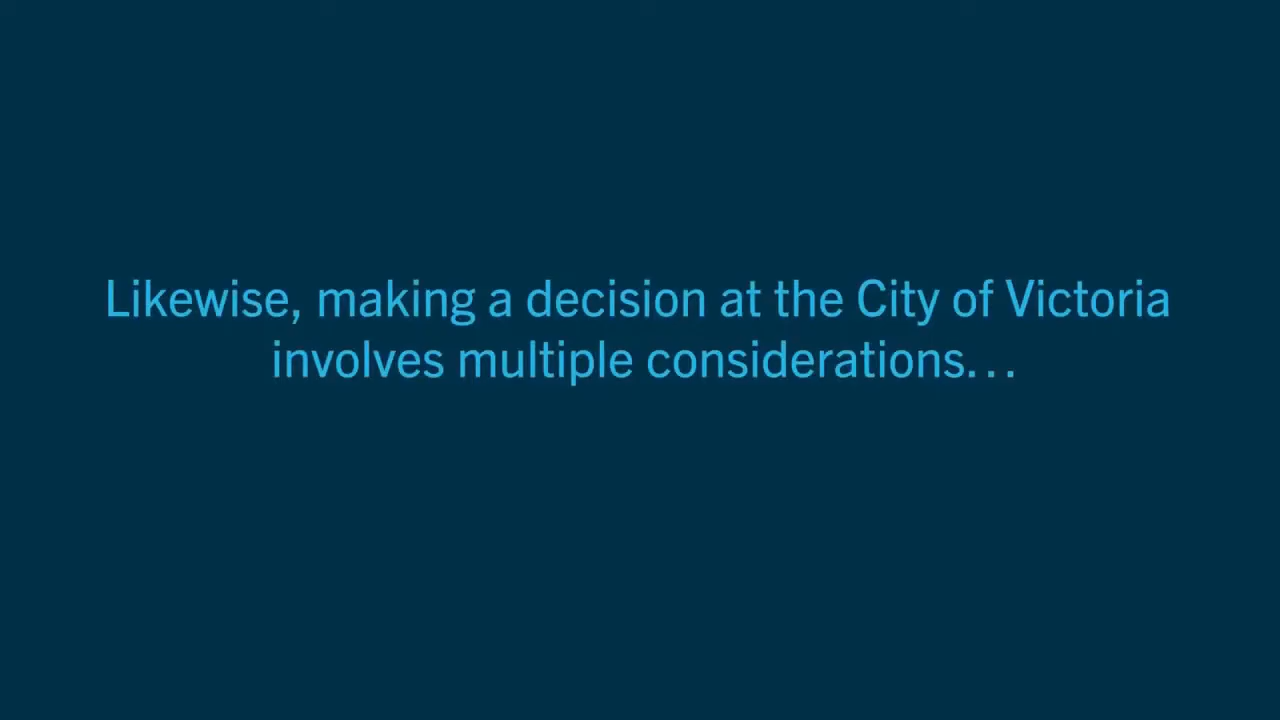 Likewise, making a decision at the City of Victoria
involves multiple considerations…